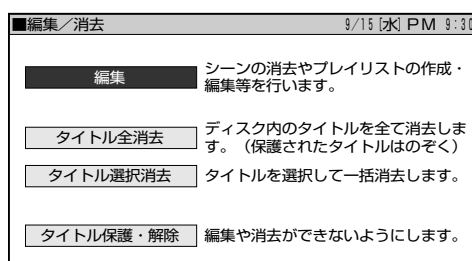 ■編集／消去 9/15[水]PM 9:30
編集 シーンの消去やプレイリストの作成・
編集等を行います。
タイトル全消去 ディスク内のタイトルを全て消去しま
す。（保護されたタイトルはのぞく）
タイトル選択消去 タイトルを選択して一括消去します。
タイトル保護・解除 編集や消去ができないようにします。